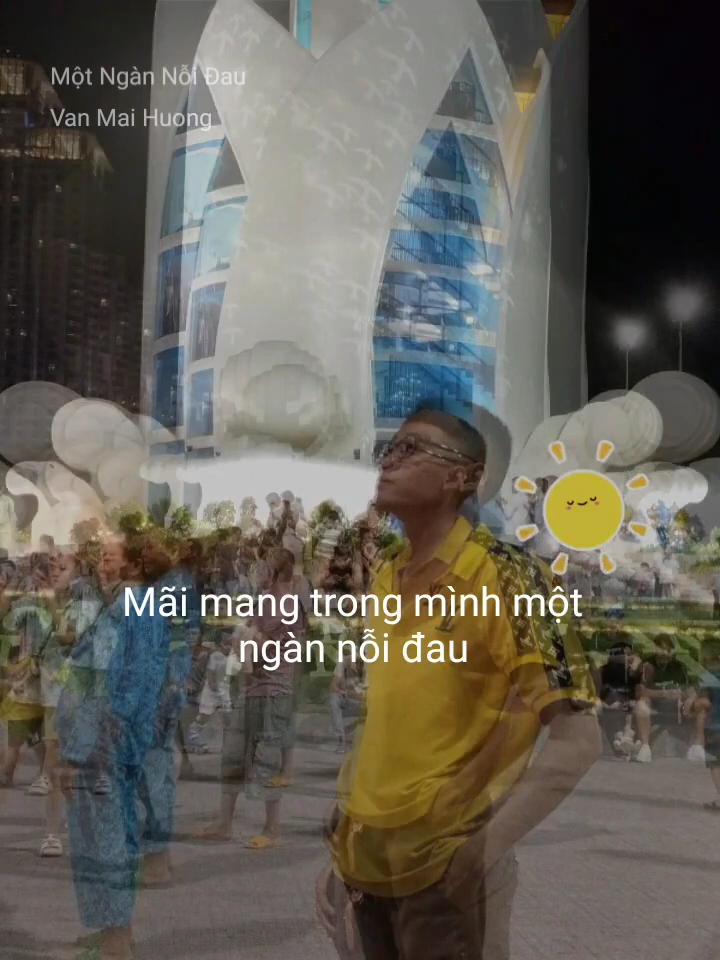 Một Ngàn Nỗi Đau
Van Mai Huong
Mãi mang trong mình một
ngàn nỗi đau